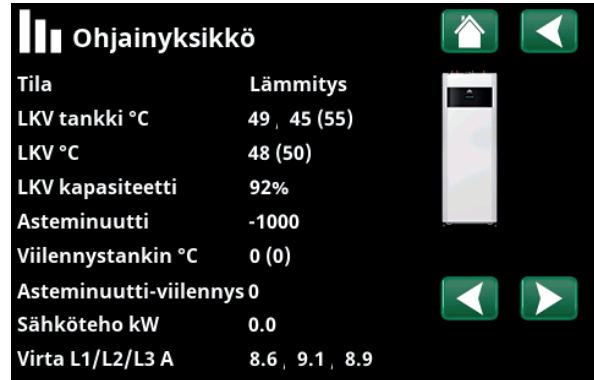 Ohjainyksikkö
Tila Lämmitys
LKV tankki °C 49 , 45 (55)
LKV °C 48 (50)
LKV kapasiteetti 92%
Asteminuutti -1000
Viilennystankin °C 0 (0)
Asteminuutti-viilennys 0
Sähköteho kW 0.0
Virta L1/L2/L3 A 8.6 , 9.1 , 8.9